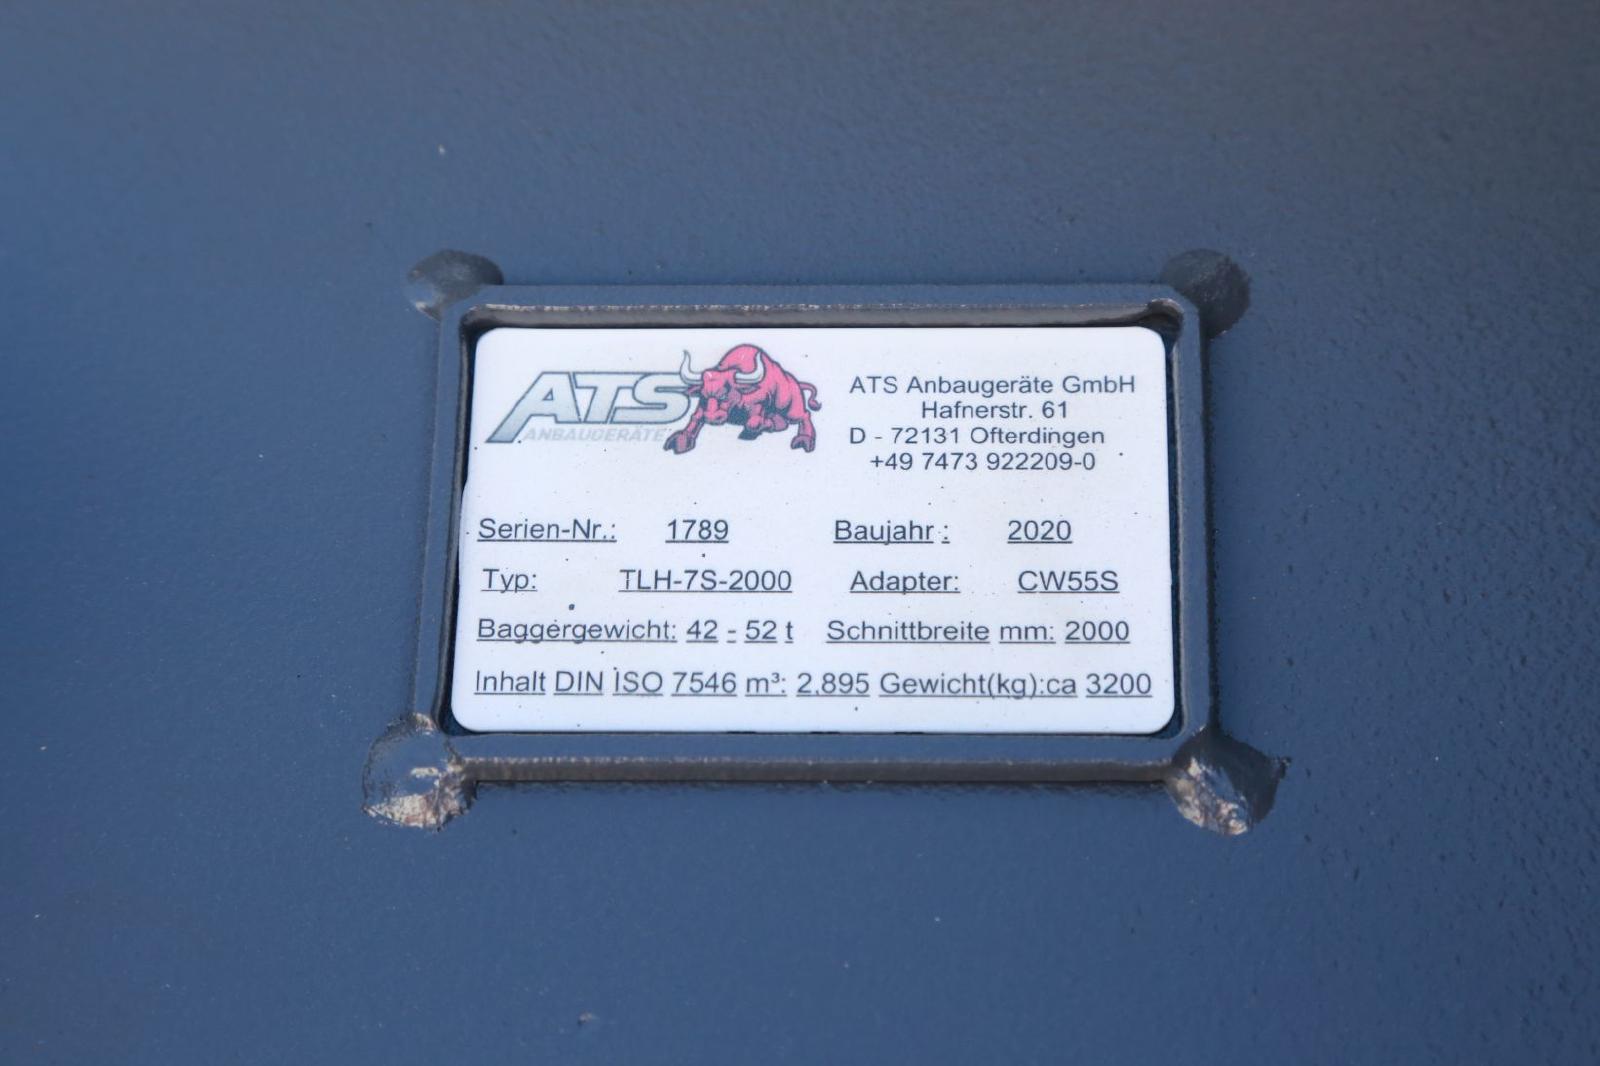 ATS
ANBAUGERÄTE
ATS Anbaugeräte GmbH
Hafnerstr. 61
D - 72131 Ofterdingen
+49 7473 922209-0
Serien-Nr.: 1789 Baujahr : 2020
Typ: TLH-7S-2000 Adapter: CW55S
Baggergewicht: 42 - 52 t Schnittbreite mm: 2000
Inhalt DIN ISO 7546 m³: 2,895 Gewicht(kg):ca 3200